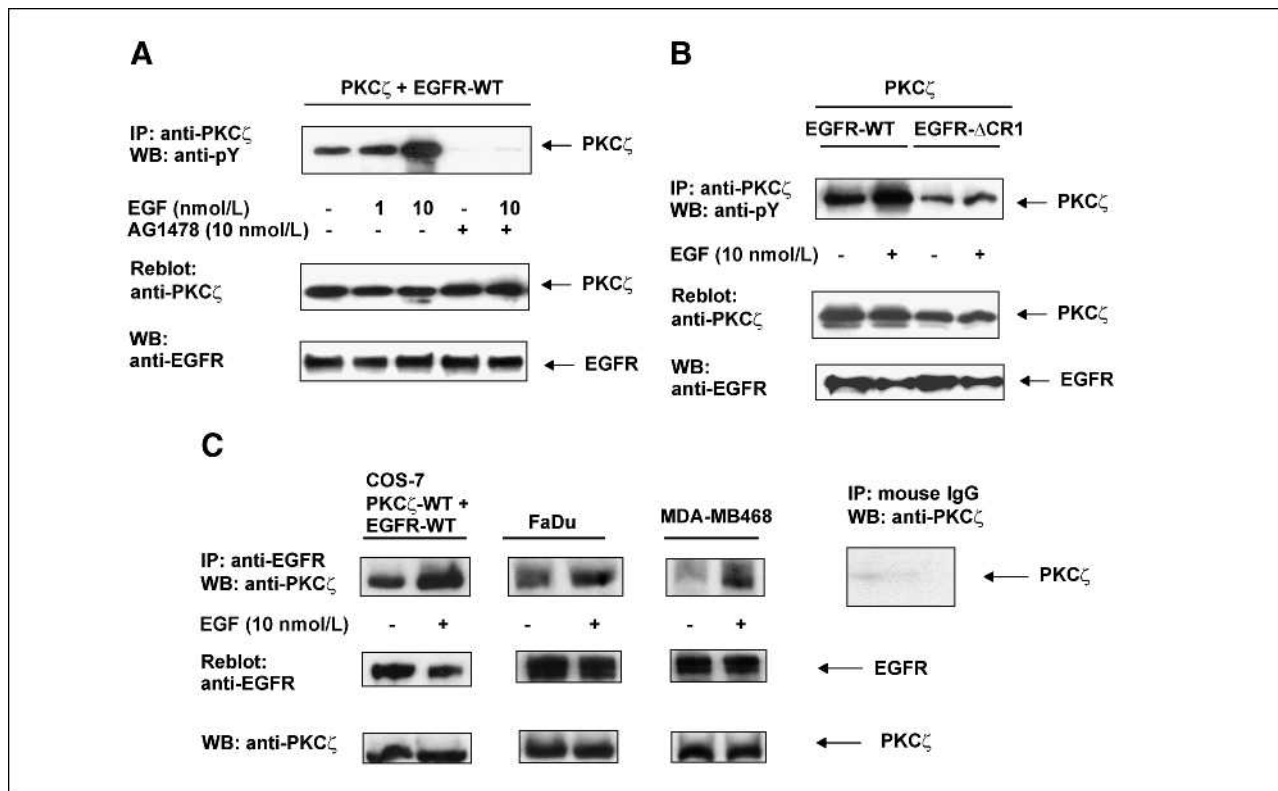 A
PKCζ + EGFR-WT
IP: anti-PKCζ
WB: anti-pY
PKCζ
EGF (nmol/L) - 1 10 - 10
AG1478 (10 nmol/L) - - - + +
Reblot:
anti-PKCζ
PKCζ
WB:
anti-EGFR
EGFR
B
PKCζ
EGFR-WT EGFR-ΔCR1
IP: anti-PKCζ
WB: anti-pY
PKCζ
EGF (10 nmol/L) - + - +
Reblot:
anti-PKCζ
PKCζ
WB:
anti-EGFR
EGFR
C
COS-7
PKCζ-WT +
EGFR-WT
FaDu
MDA-MB468
IP: mouse IgG
WB: anti-PKCζ
IP: anti-EGFR
WB: anti-PKCζ
PKCζ
EGF (10 nmol/L) - + - + - +
Reblot:
anti-EGFR
EGFR
WB: anti-PKCζ
PKCζ